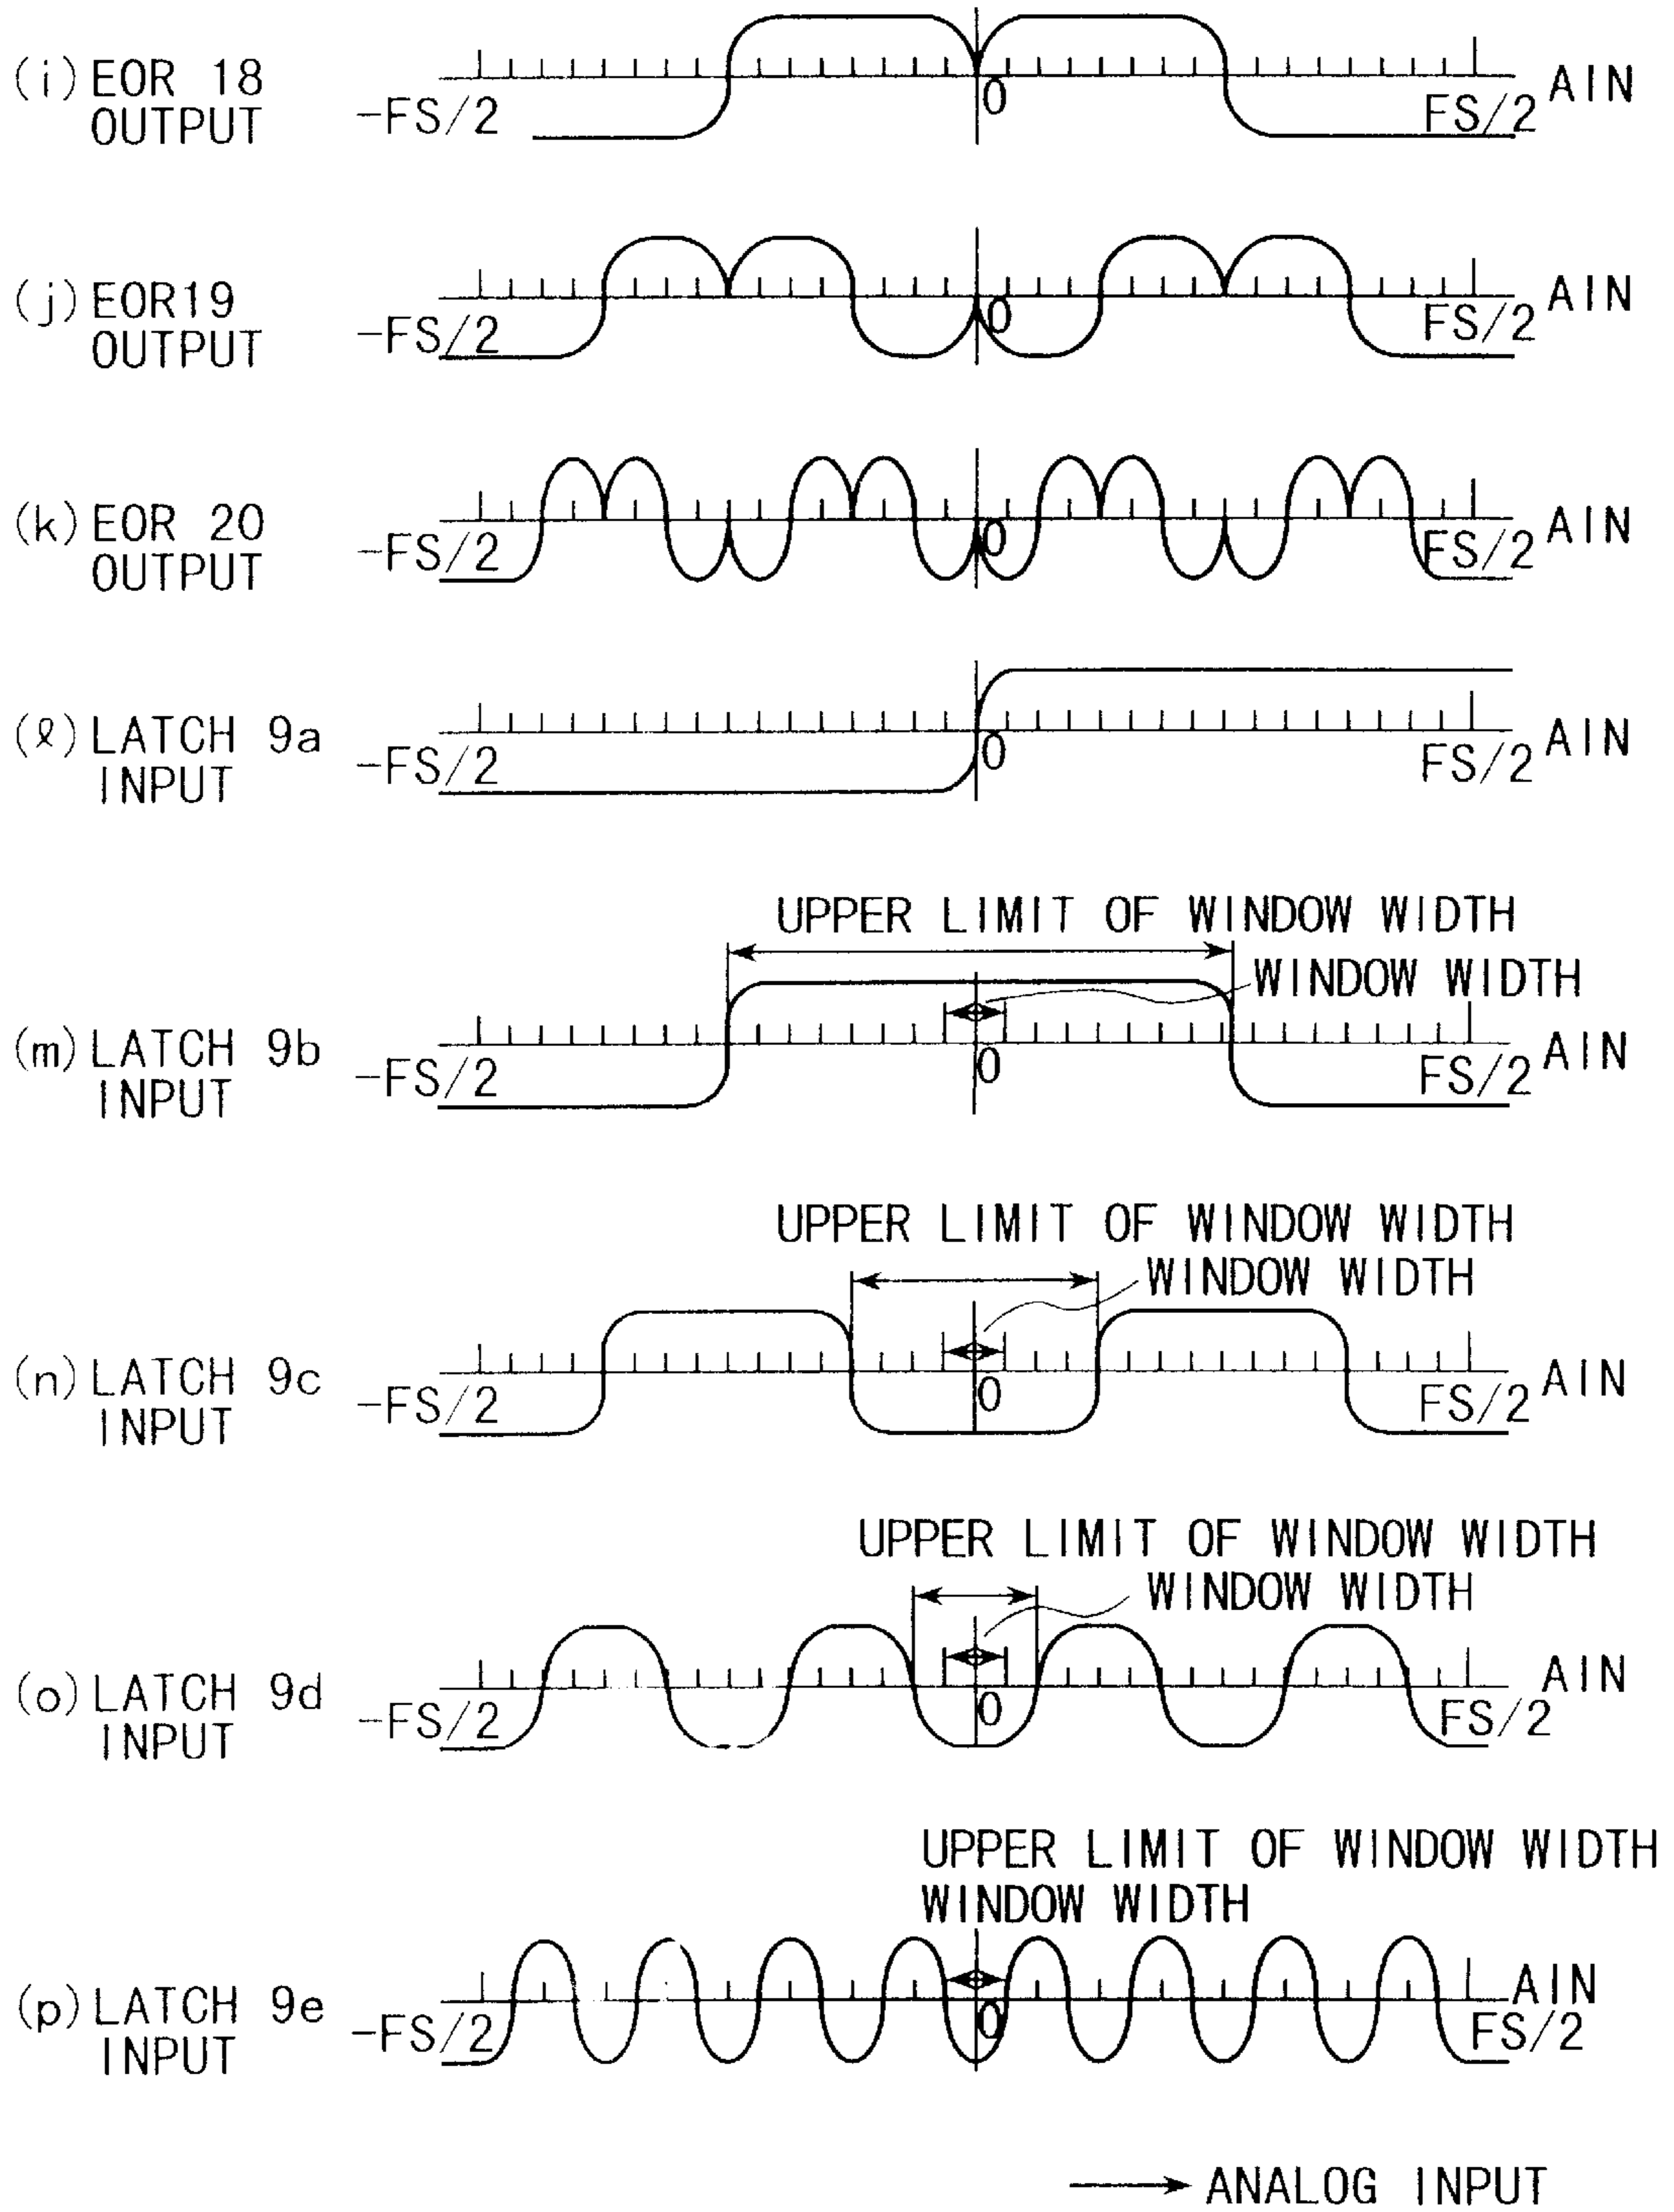 (i) EOR 18
OUTPUT
-FS/2
0
FS/2
AIN
(j) EOR19
OUTPUT
-FS/2
0
FS/2
AIN
(k) EOR 20
OUTPUT
-FS/2
0
FS/2
AIN
(ℓ) LATCH 9a
INPUT
-FS/2
0
FS/2
AIN
UPPER LIMIT OF WINDOW WIDTH
WINDOW WIDTH
(m) LATCH 9b
INPUT
-FS/2
0
FS/2
AIN
UPPER LIMIT OF WINDOW WIDTH
WINDOW WIDTH
(n) LATCH 9c
INPUT
-FS/2
0
FS/2
AIN
UPPER LIMIT OF WINDOW WIDTH
WINDOW WIDTH
(o) LATCH 9d
INPUT
-FS/2
0
FS/2
AIN
UPPER LIMIT OF WINDOW WIDTH
WINDOW WIDTH
(p) LATCH 9e
INPUT
-FS/2
0
AIN
FS/2
ANALOG INPUT